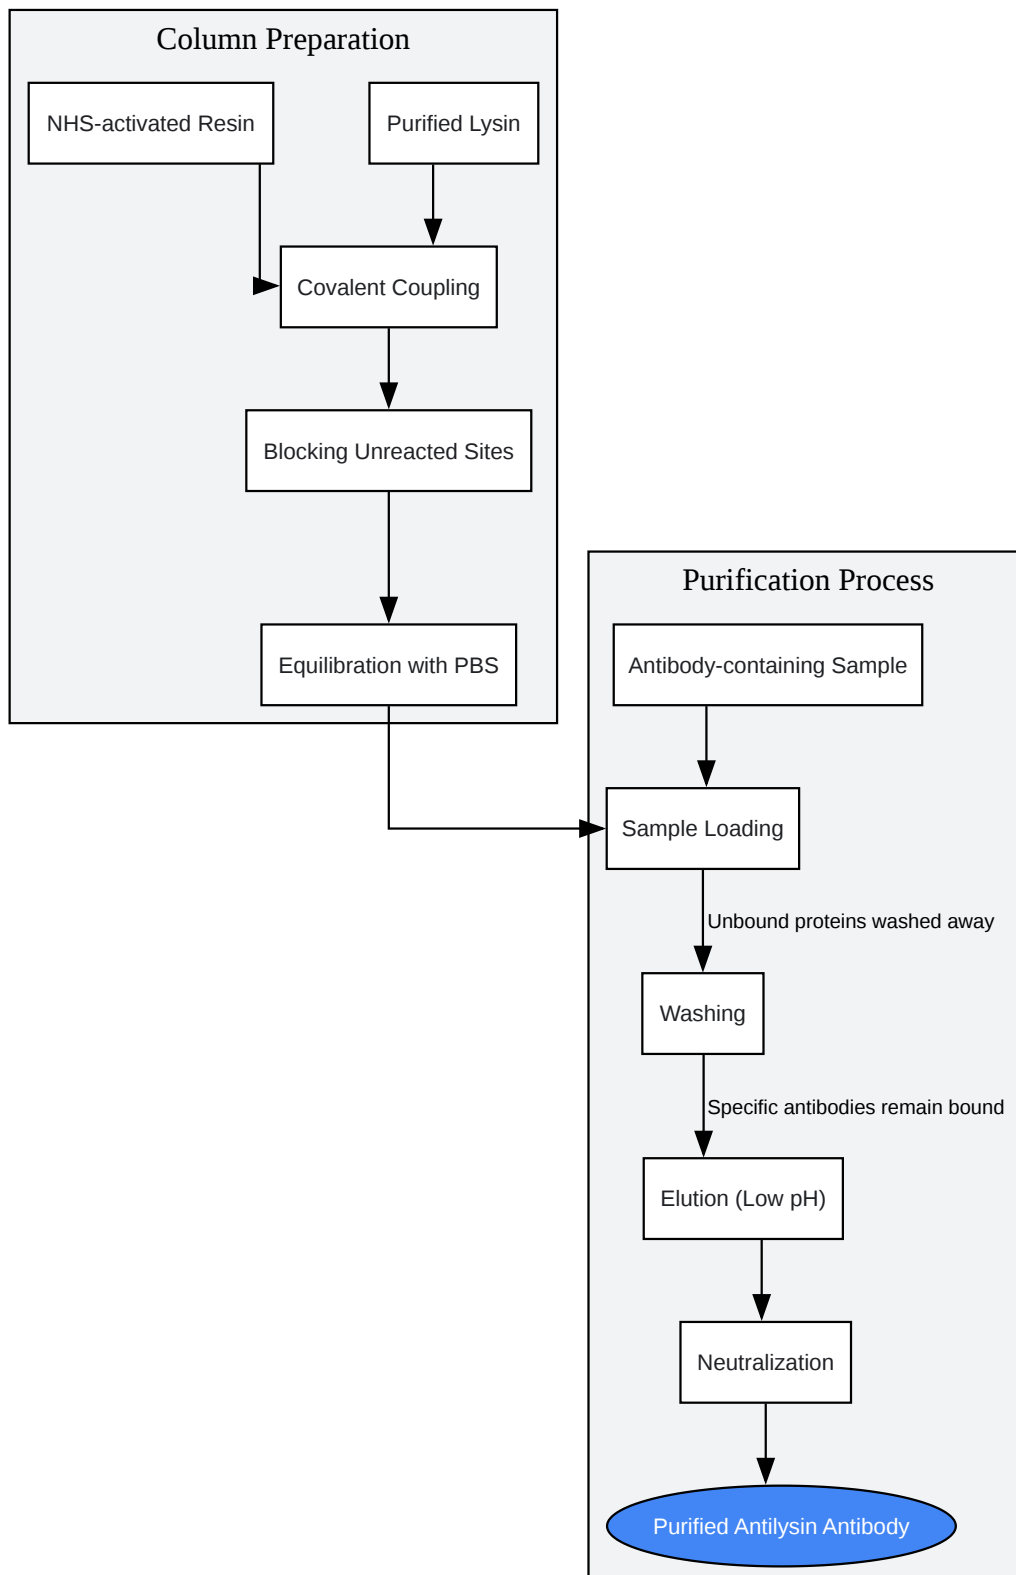 Column Preparation
NHS-activated Resin
Purified Lysin
Covalent Coupling
Blocking Unreacted Sites
Equilibration with PBS
Purification Process
Antibody-containing Sample
Sample Loading
Unbound proteins washed away
Washing
Specific antibodies remain bound
Elution (Low pH)
Neutralization
Purified Antilysin Antibody